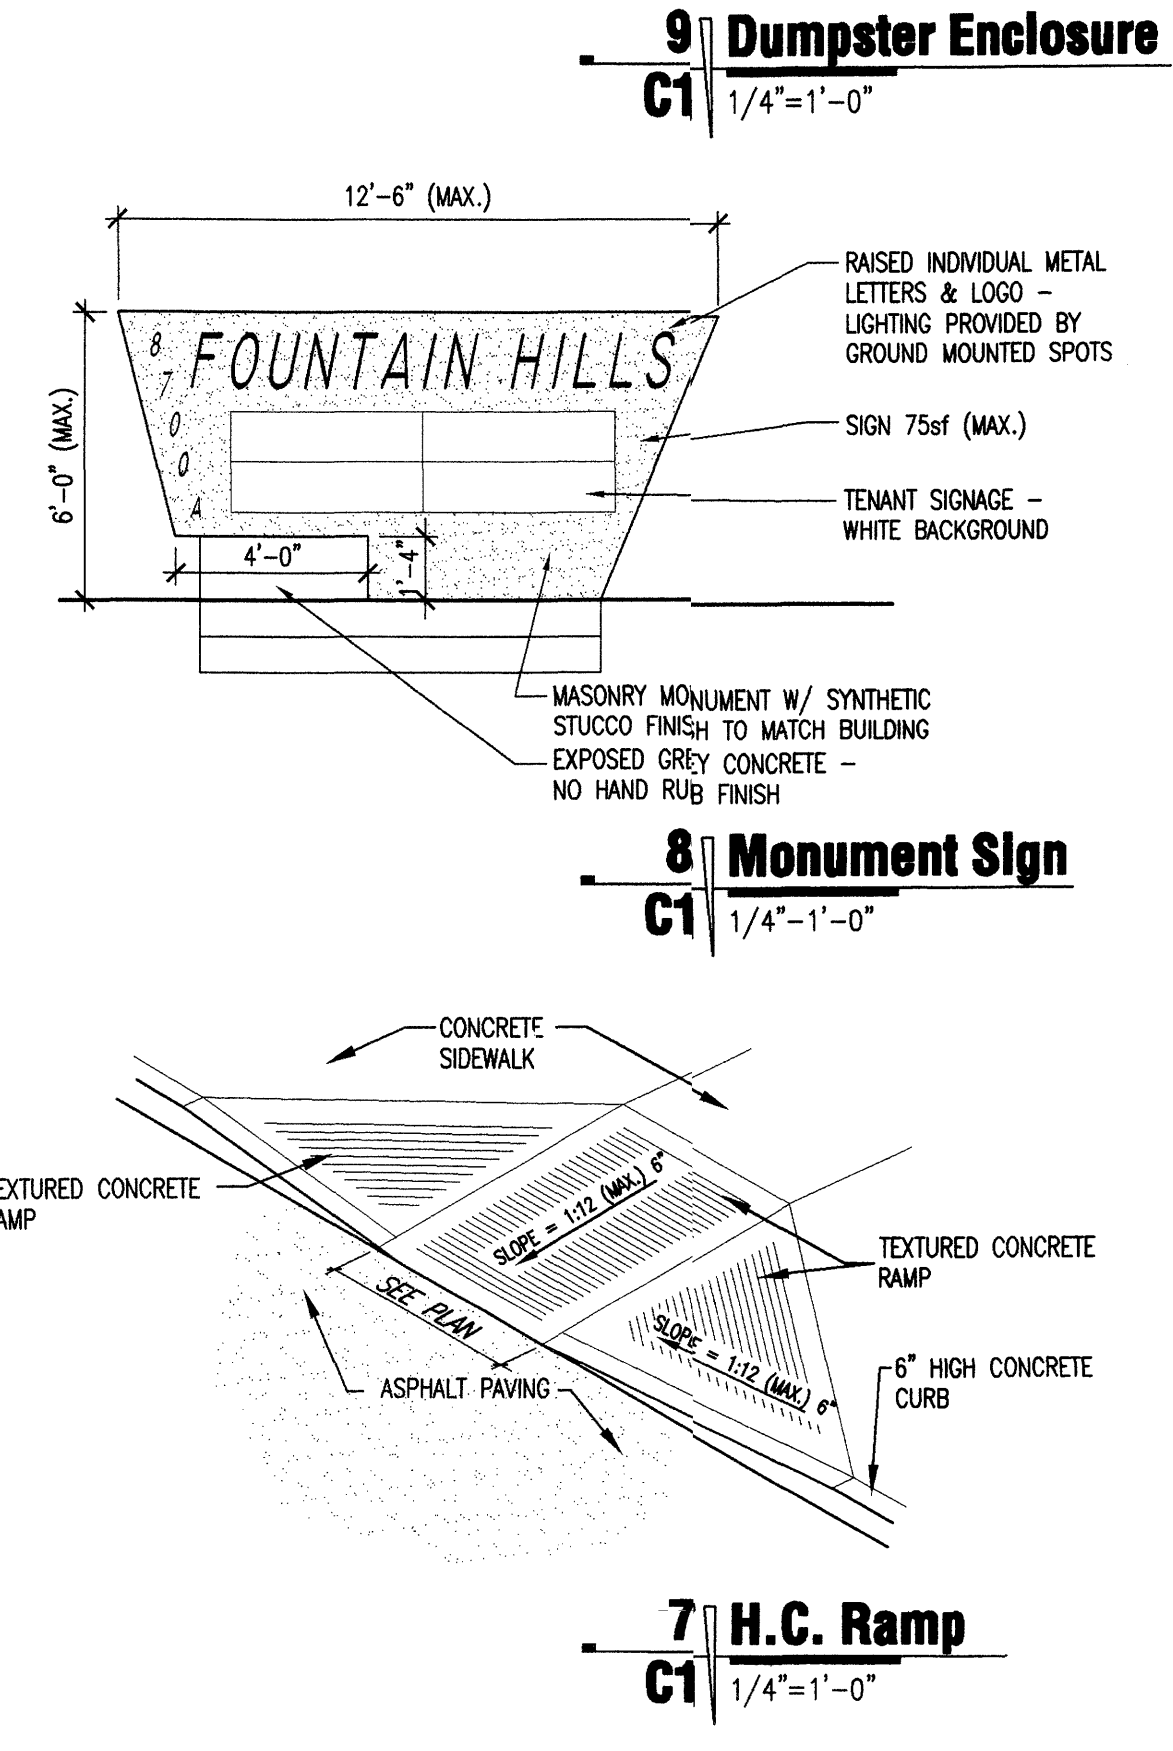 9 Dumpster Enclosure
C1 1/4"=1'-0"
12'-6" (MAX.)
RAISED INDIVIDUAL METAL
LETTERS & LOGO -
LIGHTING PROVIDED BY
GROUND MOUNTED SPOTS
FOUNTAIN HILLS
8
7
0
0
A
6'-0" (MAX.)
SIGN 75sf (MAX.)
TENANT SIGNAGE -
WHITE BACKGROUND
4'-0"
1'-4"
MASONRY MONUMENT W/ SYNTHETIC
STUCCO FINISH TO MATCH BUILDING
EXPOSED GREY CONCRETE -
NO HAND RUB FINISH
8 Monument Sign
C1 1/4"-1'-0"
CONCRETE
SIDEWALK
EXTURED CONCRETE
AMP
SLOPE = 1:12 (MAX.) 6"
TEXTURED CONCRETE
RAMP
SEE PLAN
SLOPE = 1:12 (MAX.) 6"
ASPHALT PAVING
6" HIGH CONCRETE
CURB
7 H.C. Ramp
C1 1/4"=1'-0"